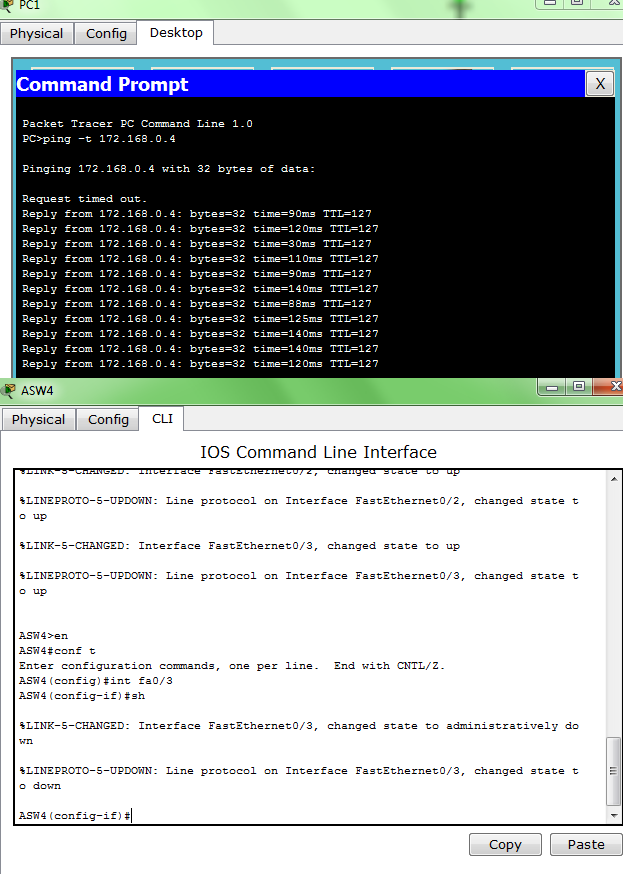 PC1
Physical Config Desktop
Command Prompt X
Packet Tracer PC Command Line 1.0
PC>ping -t 172.168.0.4
Pinging 172.168.0.4 with 32 bytes of data:
Request timed out.
Reply from 172.168.0.4: bytes=32 time=90ms TTL=127
Reply from 172.168.0.4: bytes=32 time=120ms TTL=127
Reply from 172.168.0.4: bytes=32 time=30ms TTL=127
Reply from 172.168.0.4: bytes=32 time=110ms TTL=127
Reply from 172.168.0.4: bytes=32 time=90ms TTL=127
Reply from 172.168.0.4: bytes=32 time=140ms TTL=127
Reply from 172.168.0.4: bytes=32 time=88ms TTL=127
Reply from 172.168.0.4: bytes=32 time=125ms TTL=127
Reply from 172.168.0.4: bytes=32 time=140ms TTL=127
Reply from 172.168.0.4: bytes=32 time=140ms TTL=127
Reply from 172.168.0.4: bytes=32 time=120ms TTL=127
ASW4
Physical Config CLI
IOS Command Line Interface
%LINK-5-CHANGED: Interface FastEthernet0/2, changed state to up
%LINEPROTO-5-UPDOWN: Line protocol on Interface FastEthernet0/2, changed state t
o up
%LINK-5-CHANGED: Interface FastEthernet0/3, changed state to up
%LINEPROTO-5-UPDOWN: Line protocol on Interface FastEthernet0/3, changed state t
o up
ASW4>en
ASW4#conf t
Enter configuration commands, one per line.  End with CNTL/Z.
ASW4(config)#int fa0/3
ASW4(config-if)#sh
%LINK-5-CHANGED: Interface FastEthernet0/3, changed state to administratively do
wn
%LINEPROTO-5-UPDOWN: Line protocol on Interface FastEthernet0/3, changed state t
o down
ASW4(config-if)#
Copy Paste